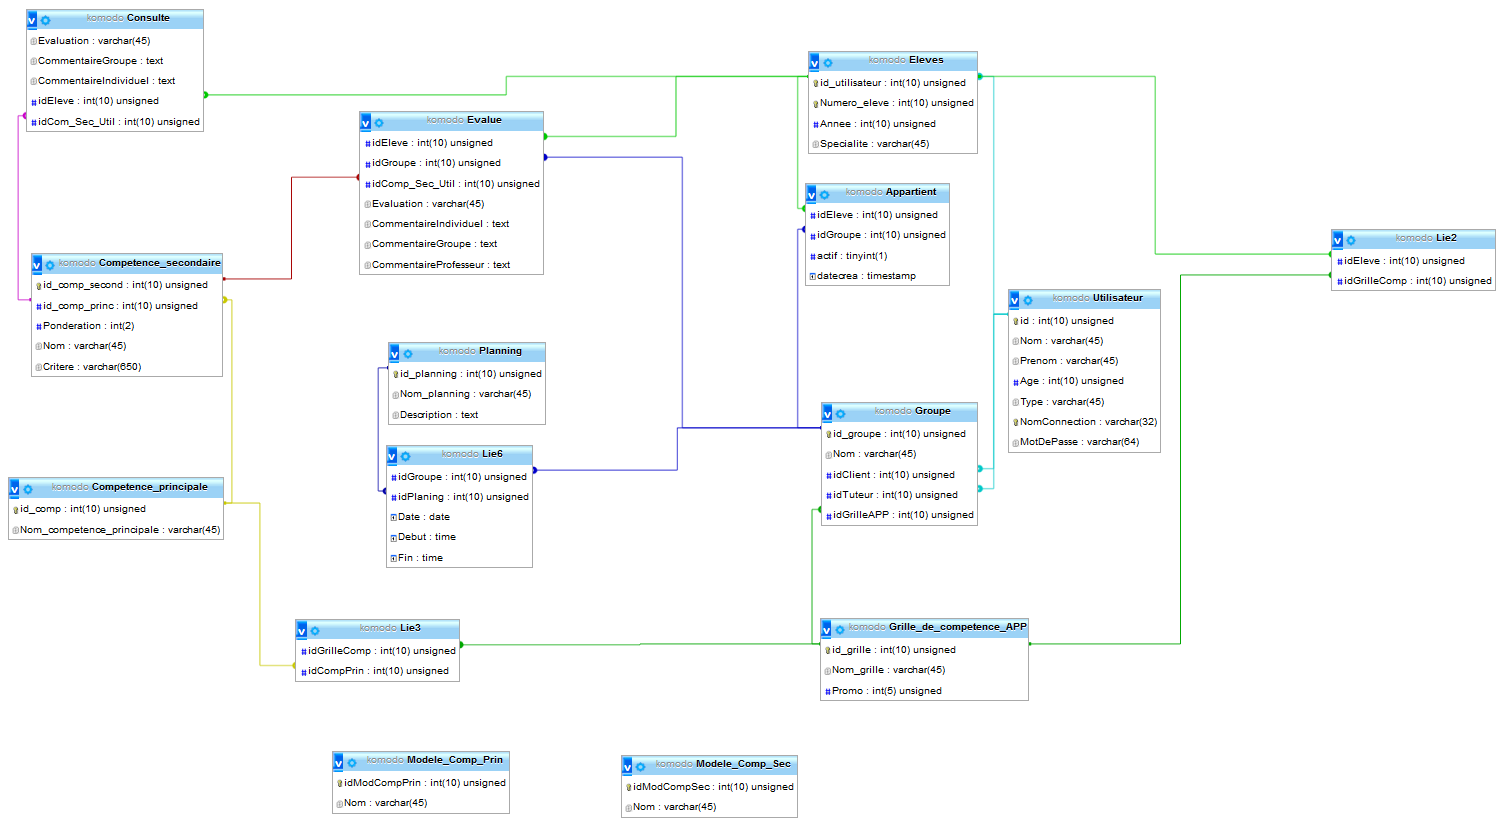 komodo Consulte
Evaluation : varchar(45)
CommentaireGroupe : text
CommentaireIndividuel : text
idEleve : int(10) unsigned
idCom_Sec_Util : int(10) unsigned
komodo Eleves
id_utilisateur : int(10) unsigned
Numero_eleve : int(10) unsigned
Annee : int(10) unsigned
Specialite : varchar(45)
komodo Evalue
idEleve : int(10) unsigned
idGroupe : int(10) unsigned
idComp_Sec_Util : int(10) unsigned
Evaluation : varchar(45)
CommentaireIndividuel : text
CommentaireGroupe : text
CommentaireProfesseur : text
komodo Appartient
idEleve : int(10) unsigned
idGroupe : int(10) unsigned
actif : tinyint(1)
datecrea : timestamp
komodo Lie2
idEleve : int(10) unsigned
idGrilleComp : int(10) unsigned
komodo Competence_secondaire
id_comp_second : int(10) unsigned
id_comp_princ : int(10) unsigned
Ponderation : int(2)
Nom : varchar(45)
Critere : varchar(650)
komodo Utilisateur
id : int(10) unsigned
Nom : varchar(45)
Prenom : varchar(45)
Age : int(10) unsigned
Type : varchar(45)
NomConnection : varchar(32)
MotDePasse : varchar(64)
komodo Planning
id_planning : int(10) unsigned
Nom_planning : varchar(45)
Description : text
komodo Groupe
id_groupe : int(10) unsigned
Nom : varchar(45)
idClient : int(10) unsigned
idTuteur : int(10) unsigned
idGrilleAPP : int(10) unsigned
komodo Lie6
idGroupe : int(10) unsigned
idPlaning : int(10) unsigned
Date : date
Debut : time
Fin : time
komodo Competence_principale
id_comp : int(10) unsigned
Nom_competence_principale : varchar(45)
komodo Lie3
idGrilleComp : int(10) unsigned
idCompPrin : int(10) unsigned
komodo Grille_de_competence_APP
id_grille : int(10) unsigned
Nom_grille : varchar(45)
Promo : int(5) unsigned
komodo Modele_Comp_Prin
idModCompPrin : int(10) unsigned
Nom : varchar(45)
komodo Modele_Comp_Sec
idModCompSec : int(10) unsigned
Nom : varchar(45)